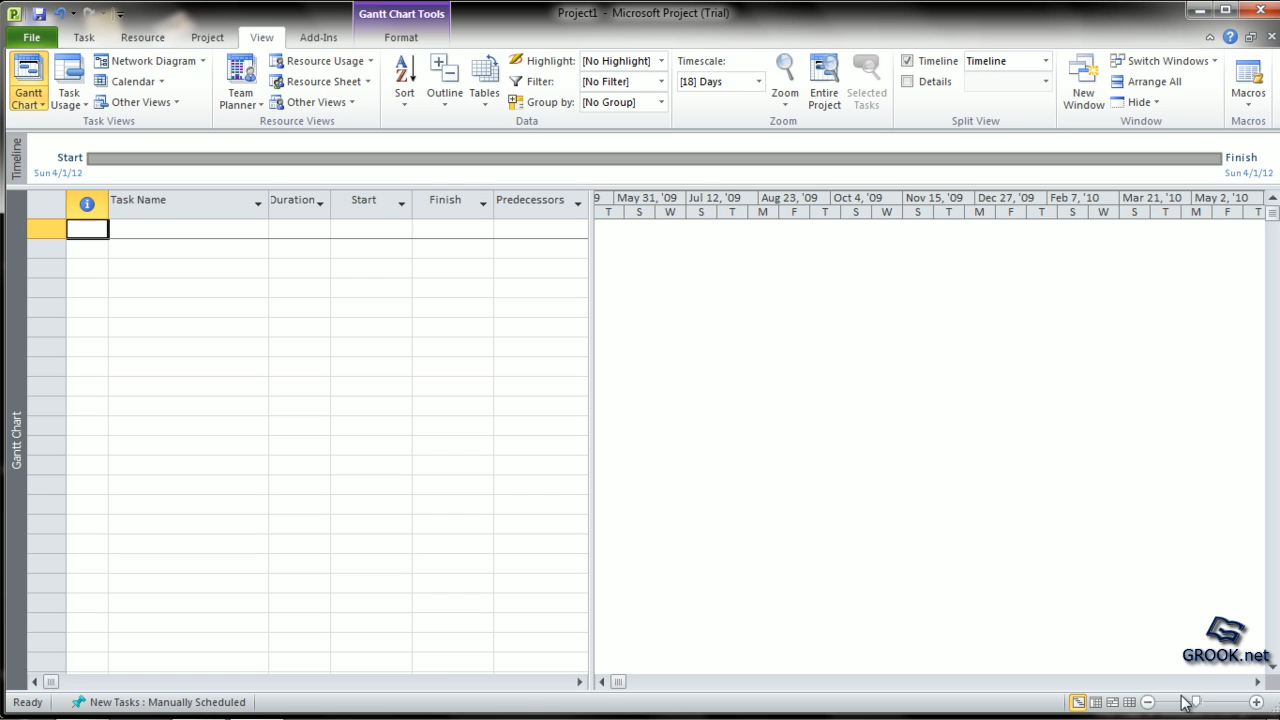 Gantt Chart Tools
Project1 - Microsoft Project (Trial)
File Task Resource Project View Add-Ins Format
Gantt Chart
Task Usage
Network Diagram
Calendar
Other Views
Task Views
Team Planner
Resource Usage
Resource Sheet
Other Views
Resource Views
Sort
Outline
Tables
Highlight: [No Highlight]
Filter: [No Filter]
Group by: [No Group]
Data
Timescale:
[18] Days
Zoom
Entire Project
Selected Tasks
Zoom
Timeline Timeline
Details
Split View
New Window
Switch Windows
Arrange All
Hide
Window
Macros
Macros
Timeline
Start
Sun 4/1/12
Finish
Sun 4/1/12
Task Name Duration Start Finish Predecessors
9 May 31, '09 Jul 12, '09 Aug 23, '09 Oct 4, '09 Nov 15, '09 Dec 27, '09 Feb 7, '10 Mar 21, '10 May 2, '10
T S W S T M F T S W S T M F T S W S T M F T
Gantt Chart
GROOK.net
Ready New Tasks : Manually Scheduled